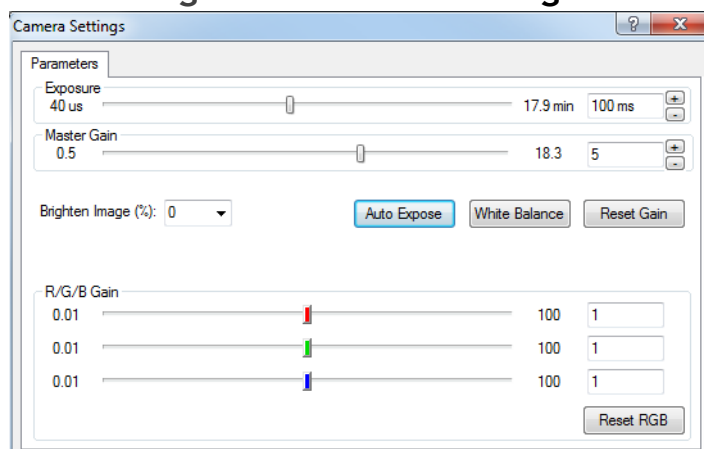 Camera Settings
Parameters
Exposure
40 us 17.9 min 100 ms + -
Master Gain
0.5 18.3 5 + -
Brighten Image (%): 0 Auto Expose White Balance Reset Gain
R/G/B Gain
0.01 100 1
0.01 100 1
0.01 100 1
Reset RGB